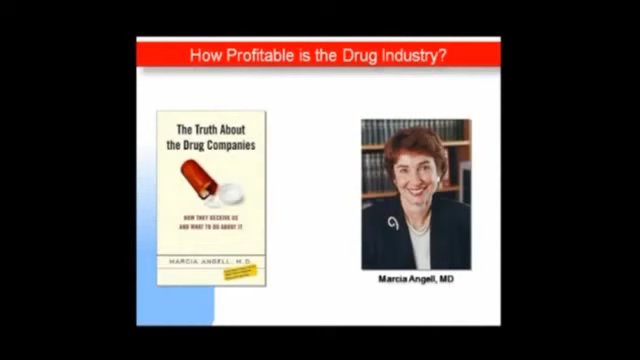 How Profitable is the Drug Industry?
The Truth About
the Drug Companies
HOW THEY DECEIVE US
AND WHAT TO DO ABOUT IT
MARCIA ANGELL, M.D.
Marcia Angell, MD